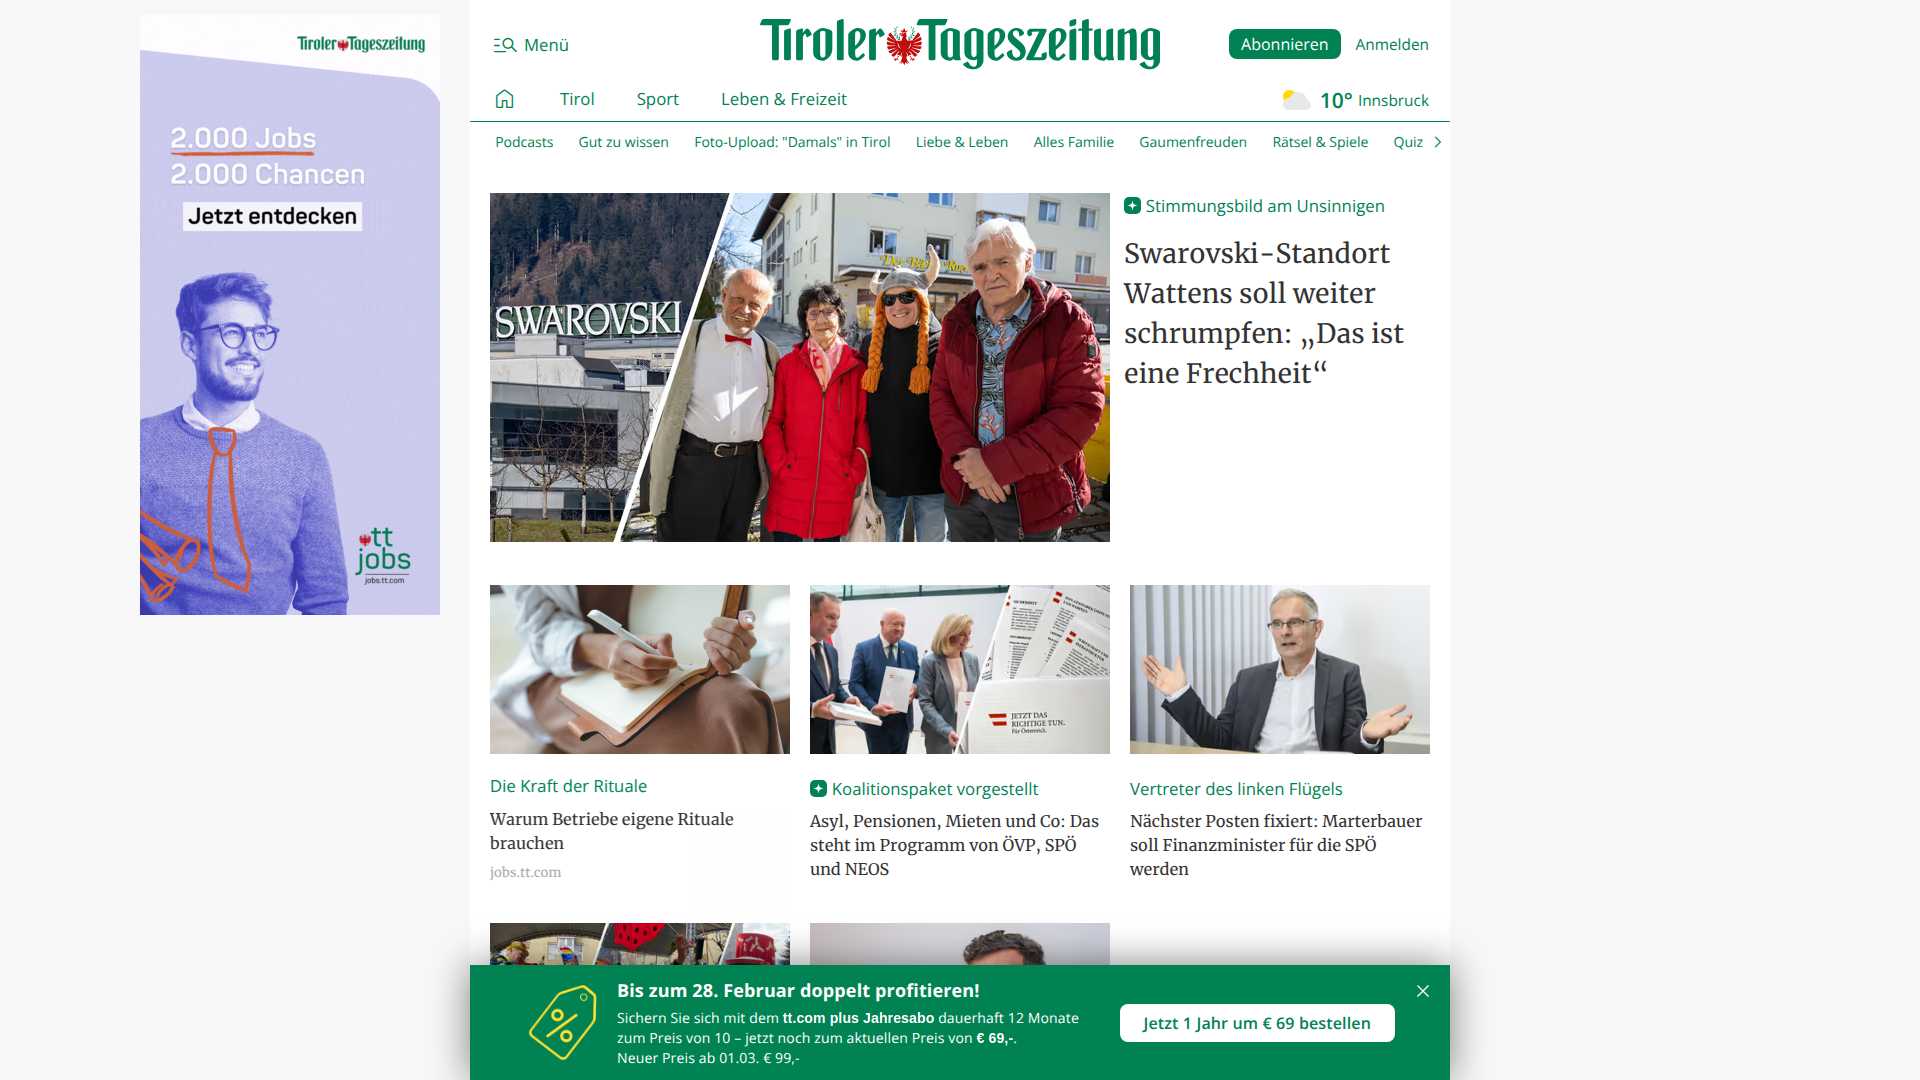 Tiroler Tageszeitung
2.000 Jobs
2.000 Chancen
Jetzt entdecken
tt
jobs
jobs.tt.com
Menü
Tiroler Tageszeitung
Abonnieren
Anmelden
Tirol
Sport
Leben & Freizeit
10° Innsbruck
Podcasts
Gut zu wissen
Foto-Upload: "Damals" in Tirol
Liebe & Leben
Alles Familie
Gaumenfreuden
Rätsel & Spiele
Quiz
SWAROVSKI
Stimmungsbild am Unsinnigen
Swarovski-Standort
Wattens soll weiter
schrumpfen: „Das ist
eine Frechheit“
JETZT DAS
RICHTIGE TUN.
Für Österreich.
Die Kraft der Rituale
Warum Betriebe eigene Rituale
brauchen
jobs.tt.com
Koalitionspaket vorgestellt
Asyl, Pensionen, Mieten und Co: Das
steht im Programm von ÖVP, SPÖ
und NEOS
Vertreter des linken Flügels
Nächster Posten fixiert: Marterbauer
soll Finanzminister für die SPÖ
werden
Bis zum 28. Februar doppelt profitieren!
Sichern Sie sich mit dem tt.com plus Jahresabo dauerhaft 12 Monate
zum Preis von 10 – jetzt noch zum aktuellen Preis von € 69,-.
Neuer Preis ab 01.03. € 99,-
Jetzt 1 Jahr um € 69 bestellen